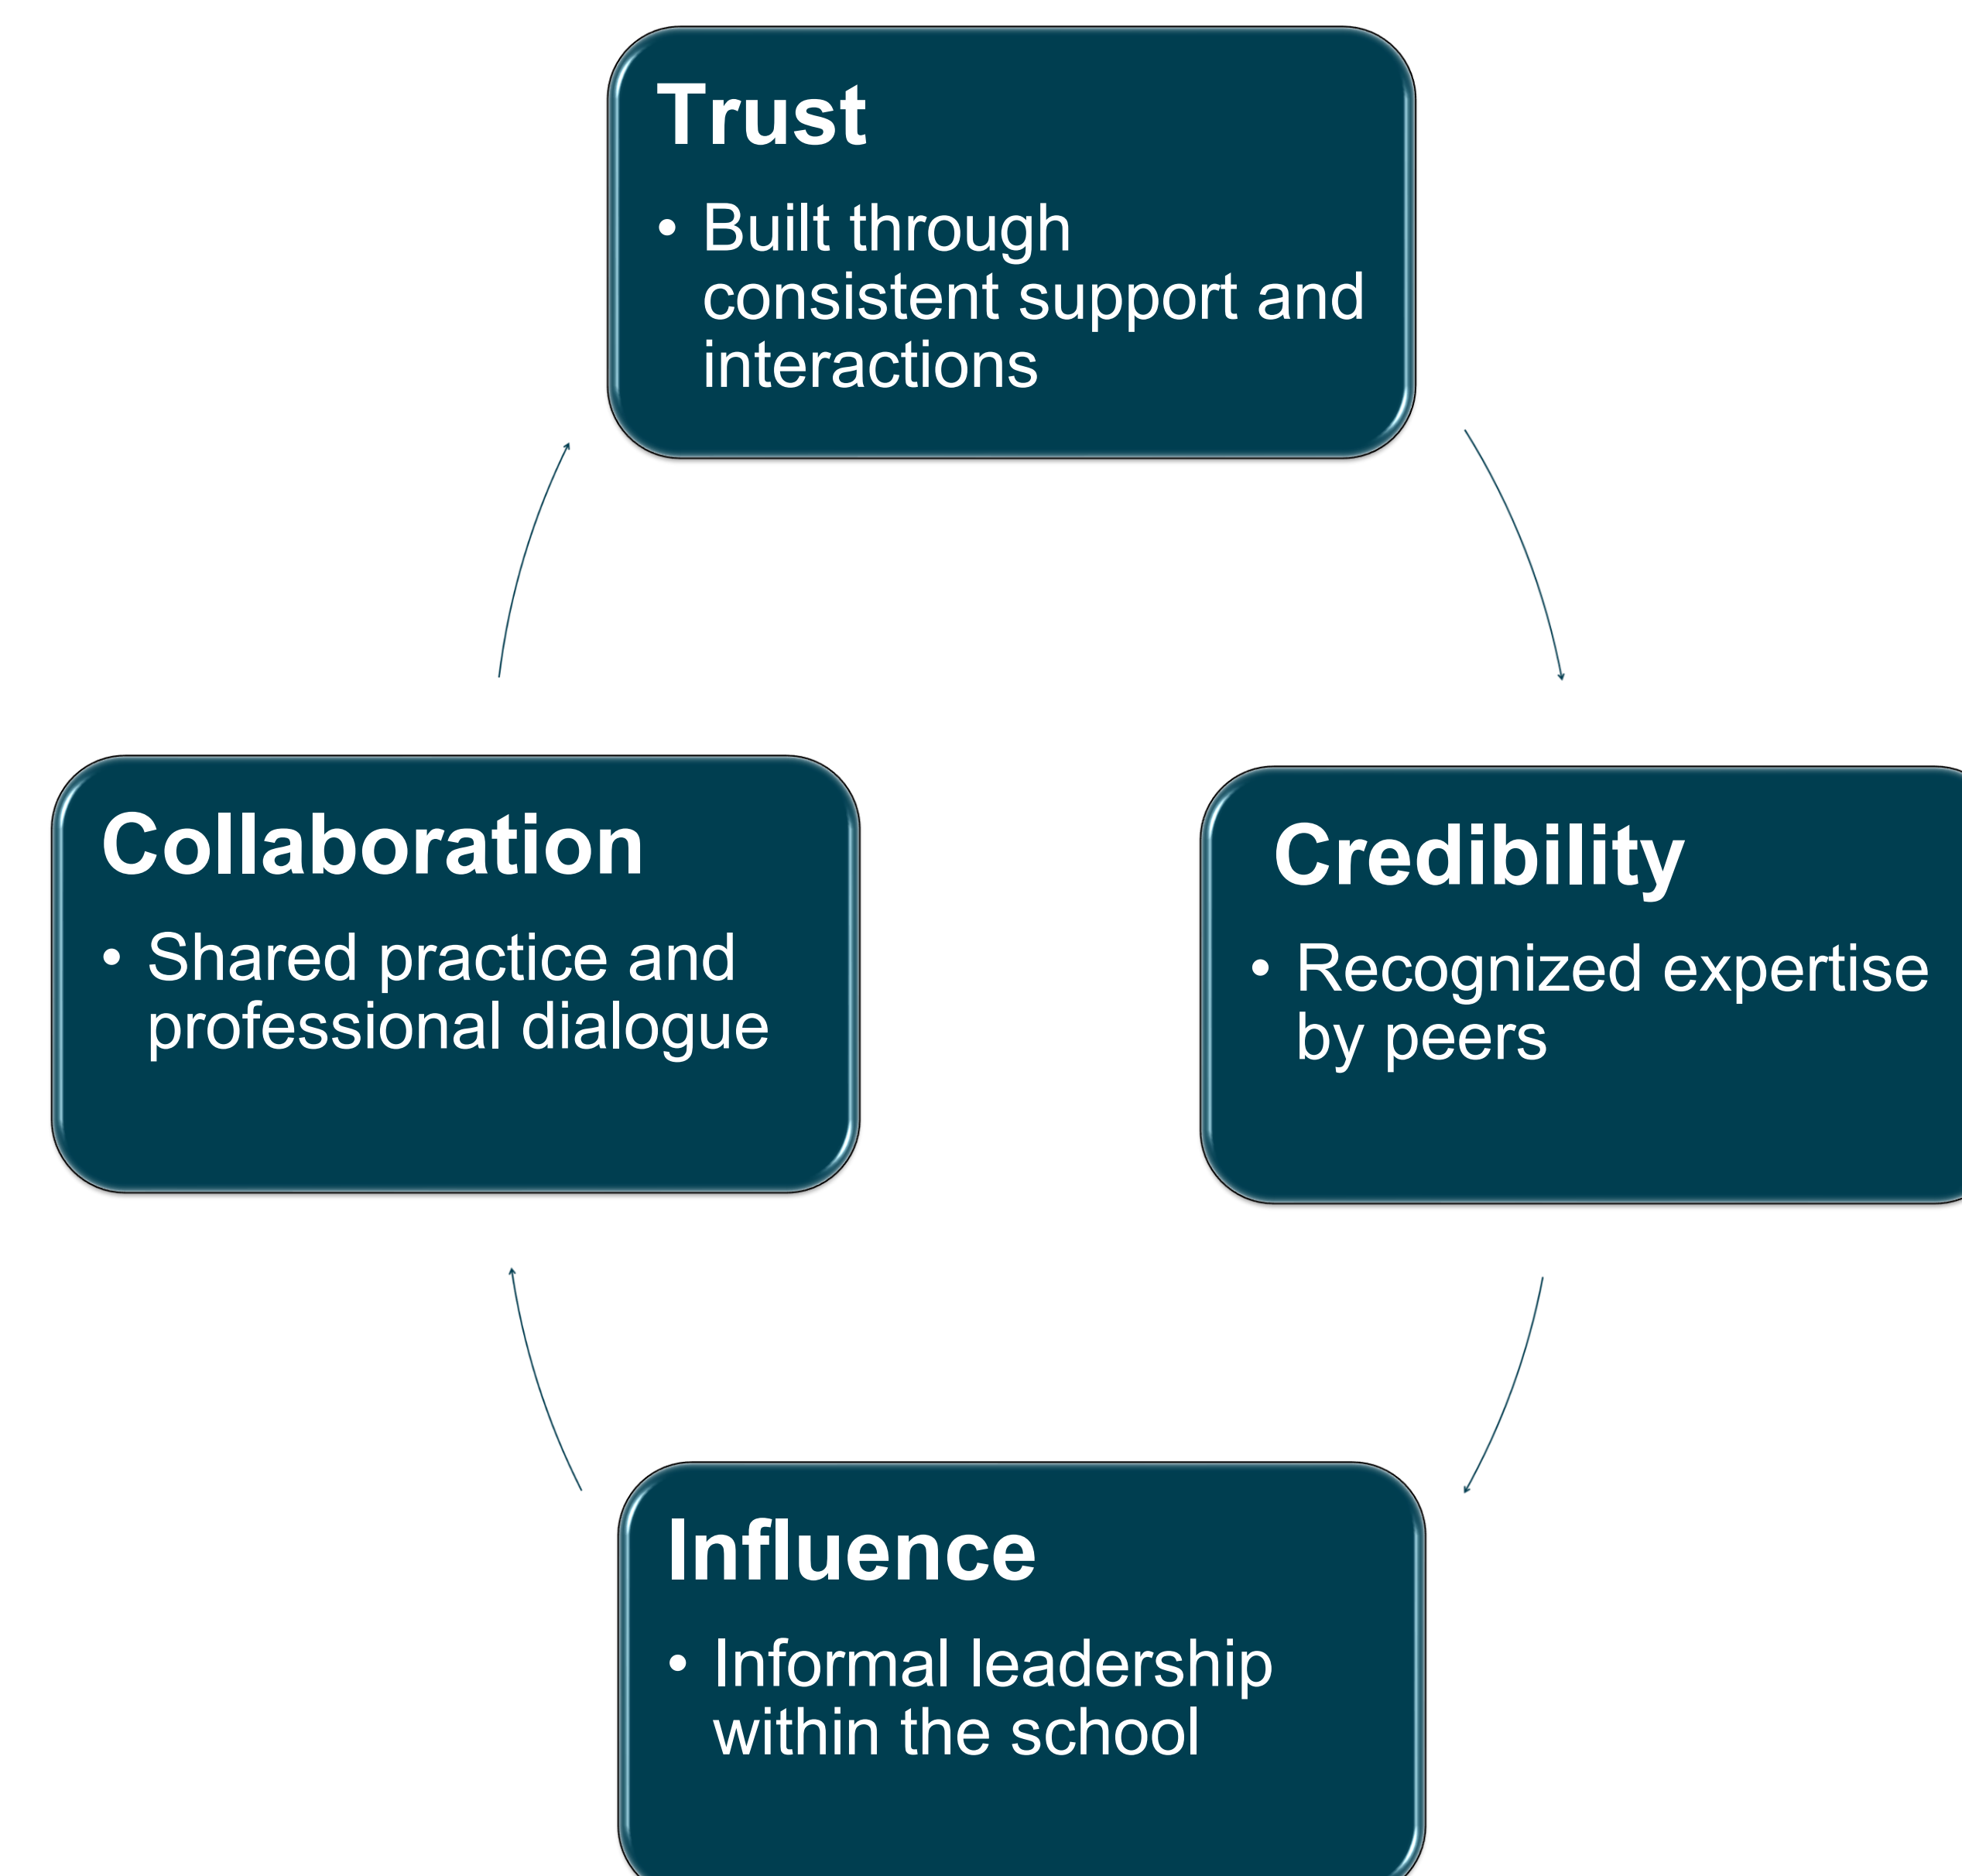 Trust
• Built through
consistent support and
interactions
Collaboration
• Shared practice and
professional dialogue
Credibility
• Recognized expertise
by peers
Influence
• Informal leadership
within the school